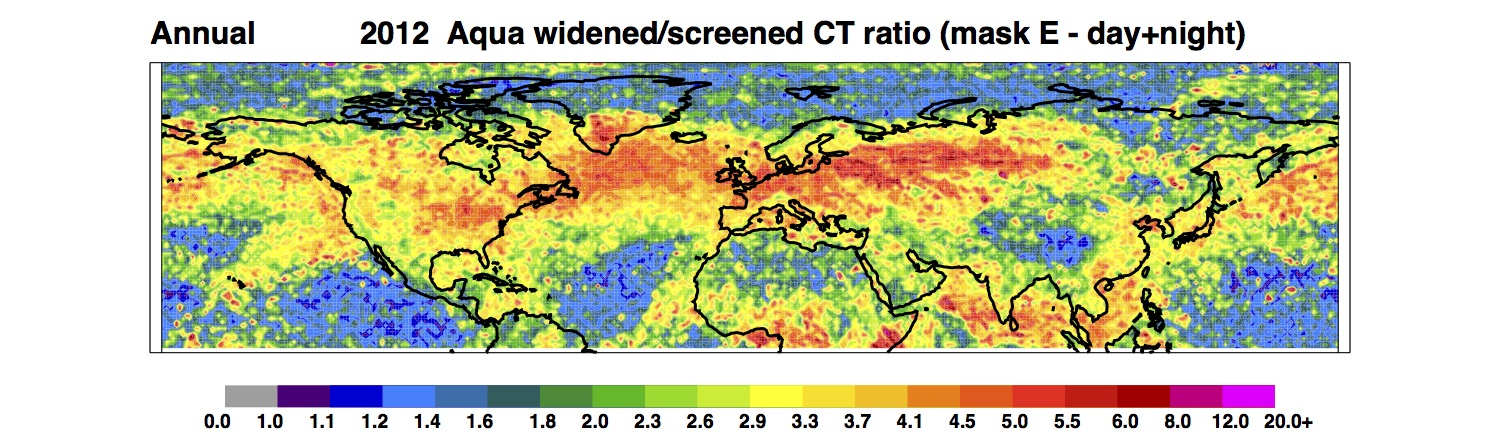 Annual 2012 Aqua widened/screened CT ratio (mask E - day+night)
0.0 1.0 1.1 1.2 1.4 1.6 1.8 2.0 2.3 2.6 2.9 3.3 3.7 4.1 4.5 5.0 5.5 6.0 8.0 12.0 20.0+